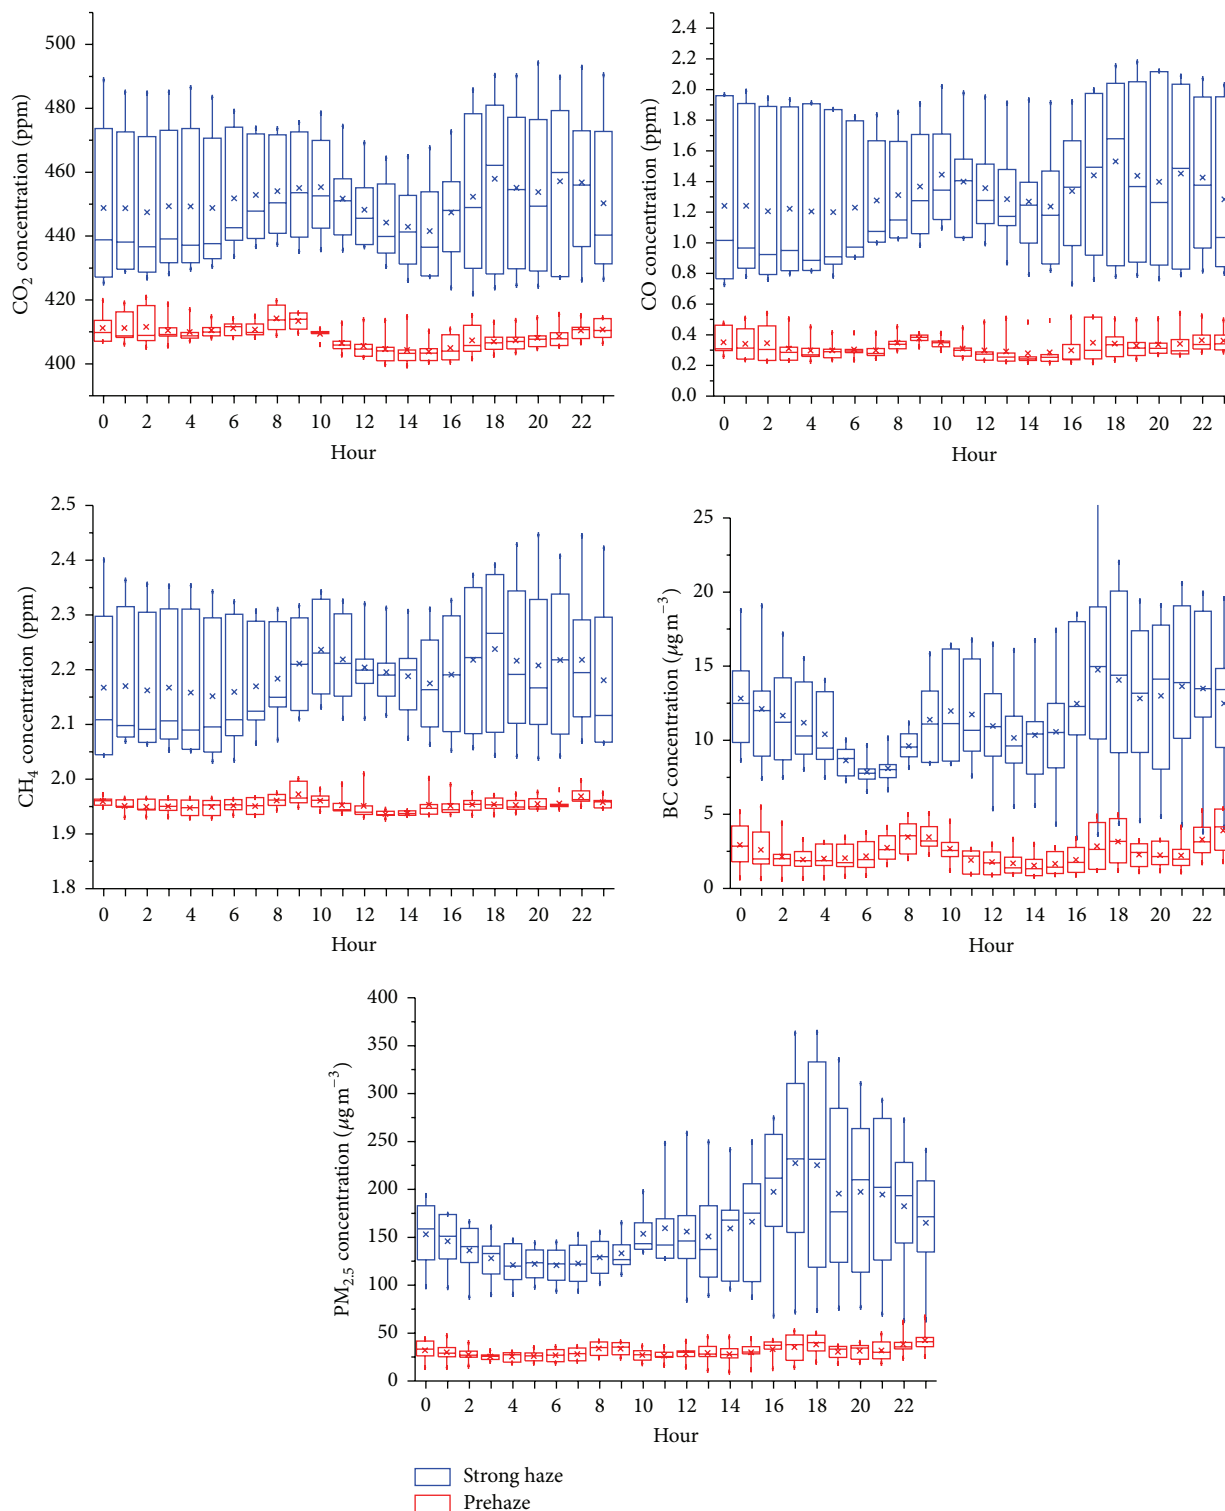 500
480
460
440
420
400
CO2 concentration (ppm)
0 2 4 6 8 10 12 14 16 18 20 22
Hour
2.4
2.2
2.0
1.8
1.6
1.4
1.2
1.0
0.8
0.6
0.4
0.2
0.0
CO concentration (ppm)
0 2 4 6 8 10 12 14 16 18 20 22
Hour
2.5
2.4
2.3
2.2
2.1
2.0
1.9
1.8
CH4 concentration (ppm)
0 2 4 6 8 10 12 14 16 18 20 22
Hour
25
20
15
10
5
0
BC concentration (μg m−3)
0 2 4 6 8 10 12 14 16 18 20 22
Hour
400
350
300
250
200
150
100
50
0
PM2.5 concentration (μg m−3)
0 2 4 6 8 10 12 14 16 18 20 22
Hour
Strong haze
Prehaze